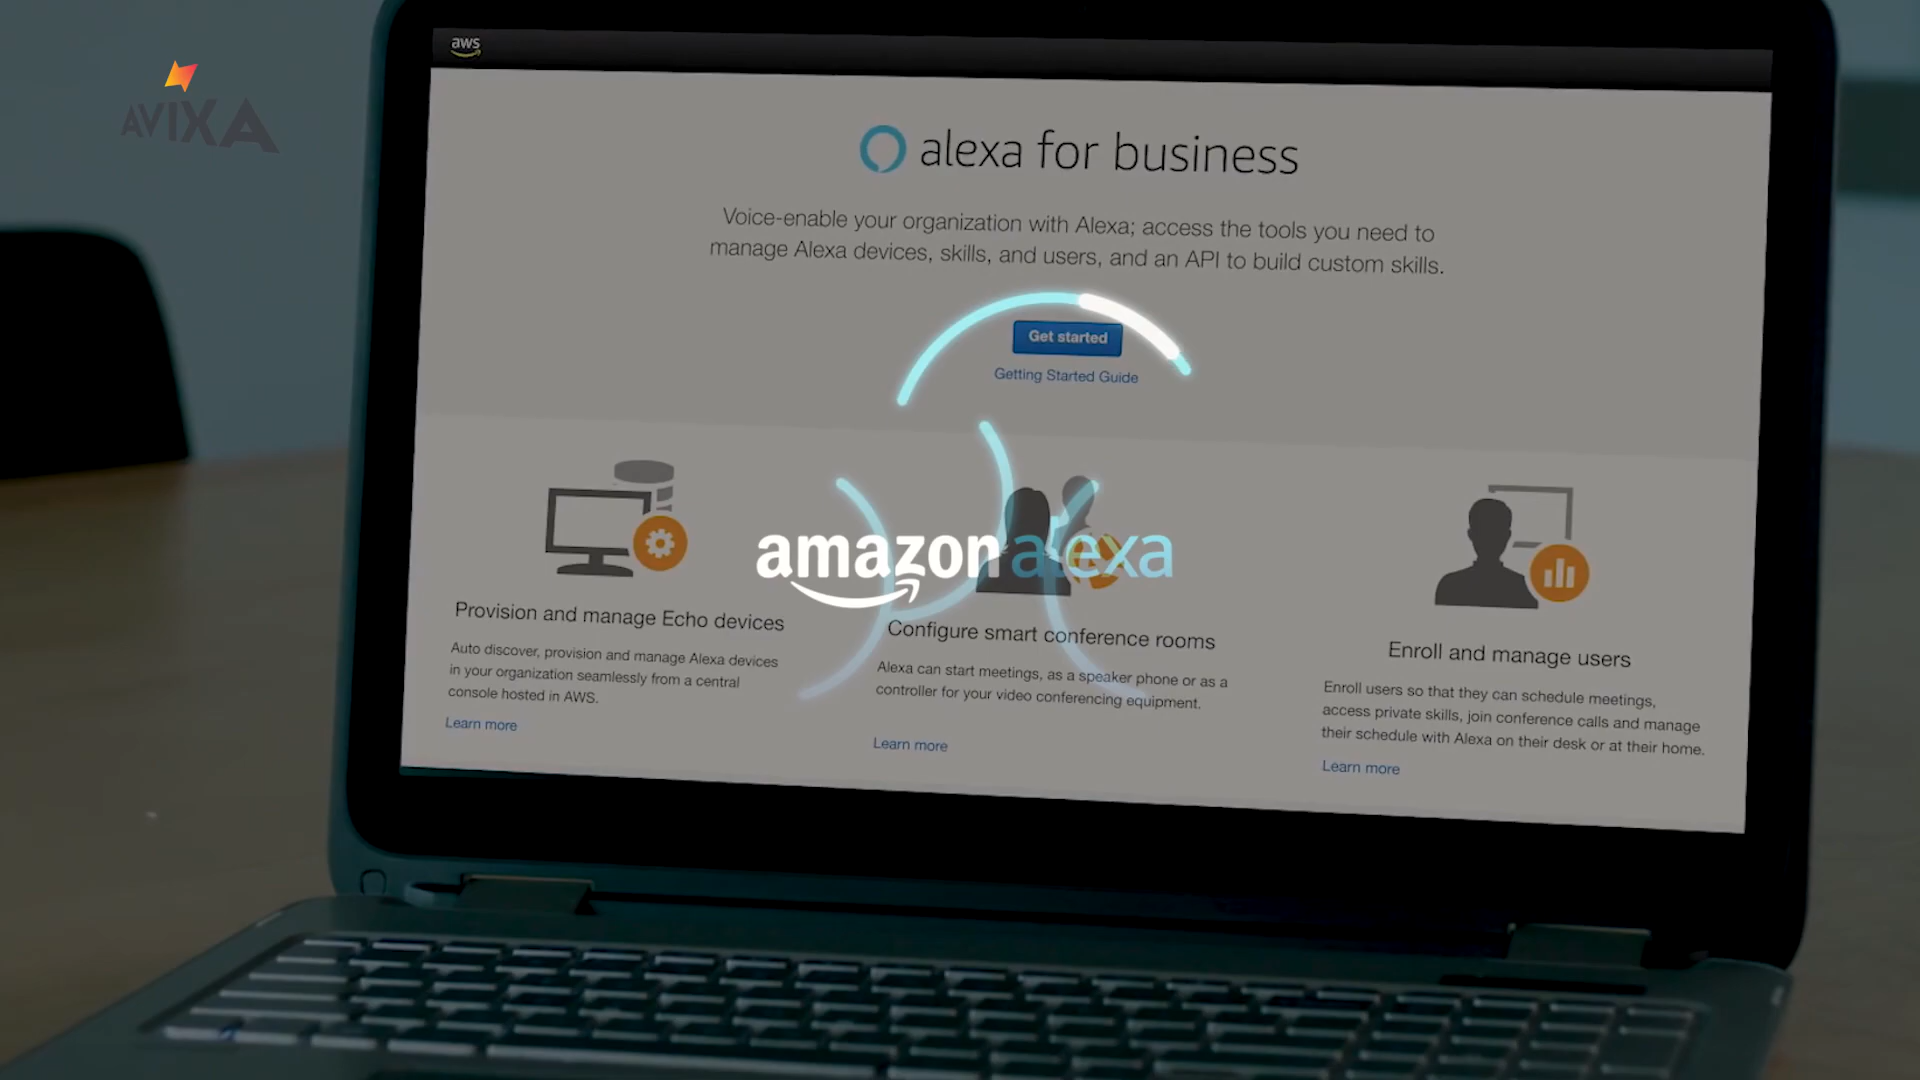 aws
AVIXA
alexa for business
Voice-enable your organization with Alexa; access the tools you need to
manage Alexa devices, skills, and users, and an API to build custom skills.
Get started
Getting Started Guide
amazon alexa
Provision and manage Echo devices
Auto discover, provision and manage Alexa devices
in your organization seamlessly from a central
console hosted in AWS.
Learn more
Configure smart conference rooms
Alexa can start meetings, as a speaker phone or as a
controller for your video conferencing equipment.
Learn more
Enroll and manage users
Enroll users so that they can schedule meetings,
access private skills, join conference calls and manage
their schedule with Alexa on their desk or at their home.
Learn more